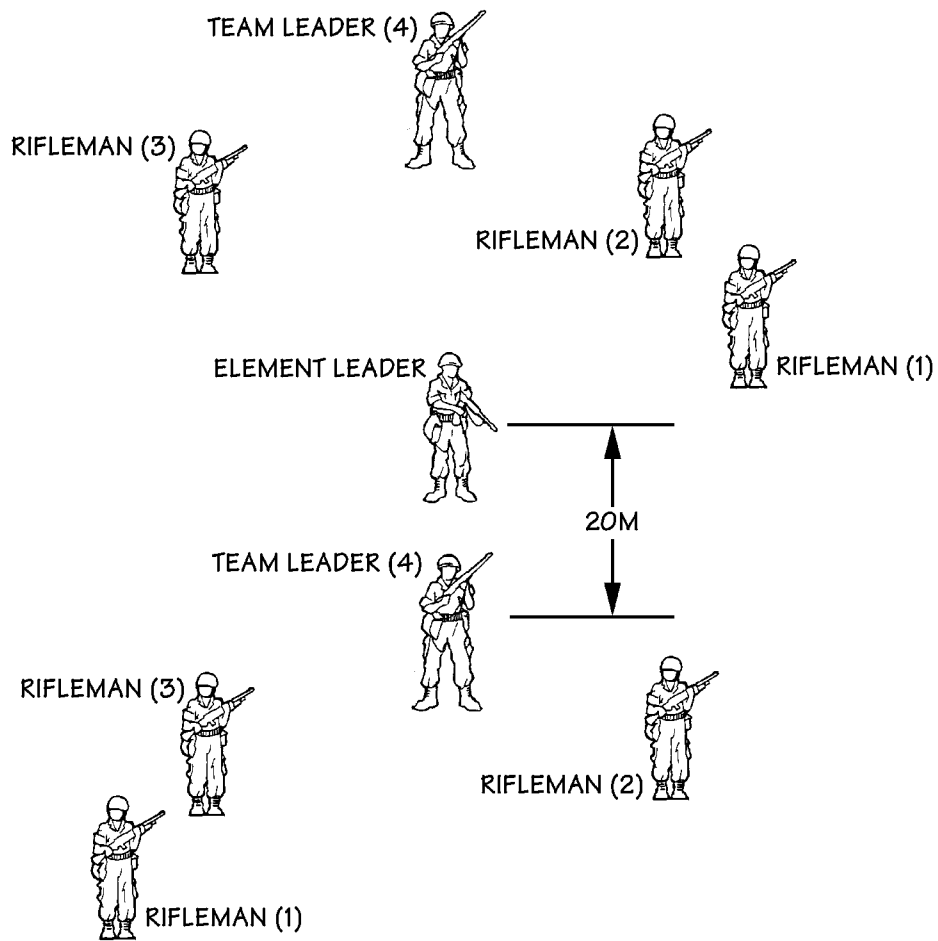 TEAM LEADER (4)
RIFLEMAN (3)
RIFLEMAN (2)
ELEMENT LEADER
RIFLEMAN (1)
20M
TEAM LEADER (4)
RIFLEMAN (3)
RIFLEMAN (2)
RIFLEMAN (1)